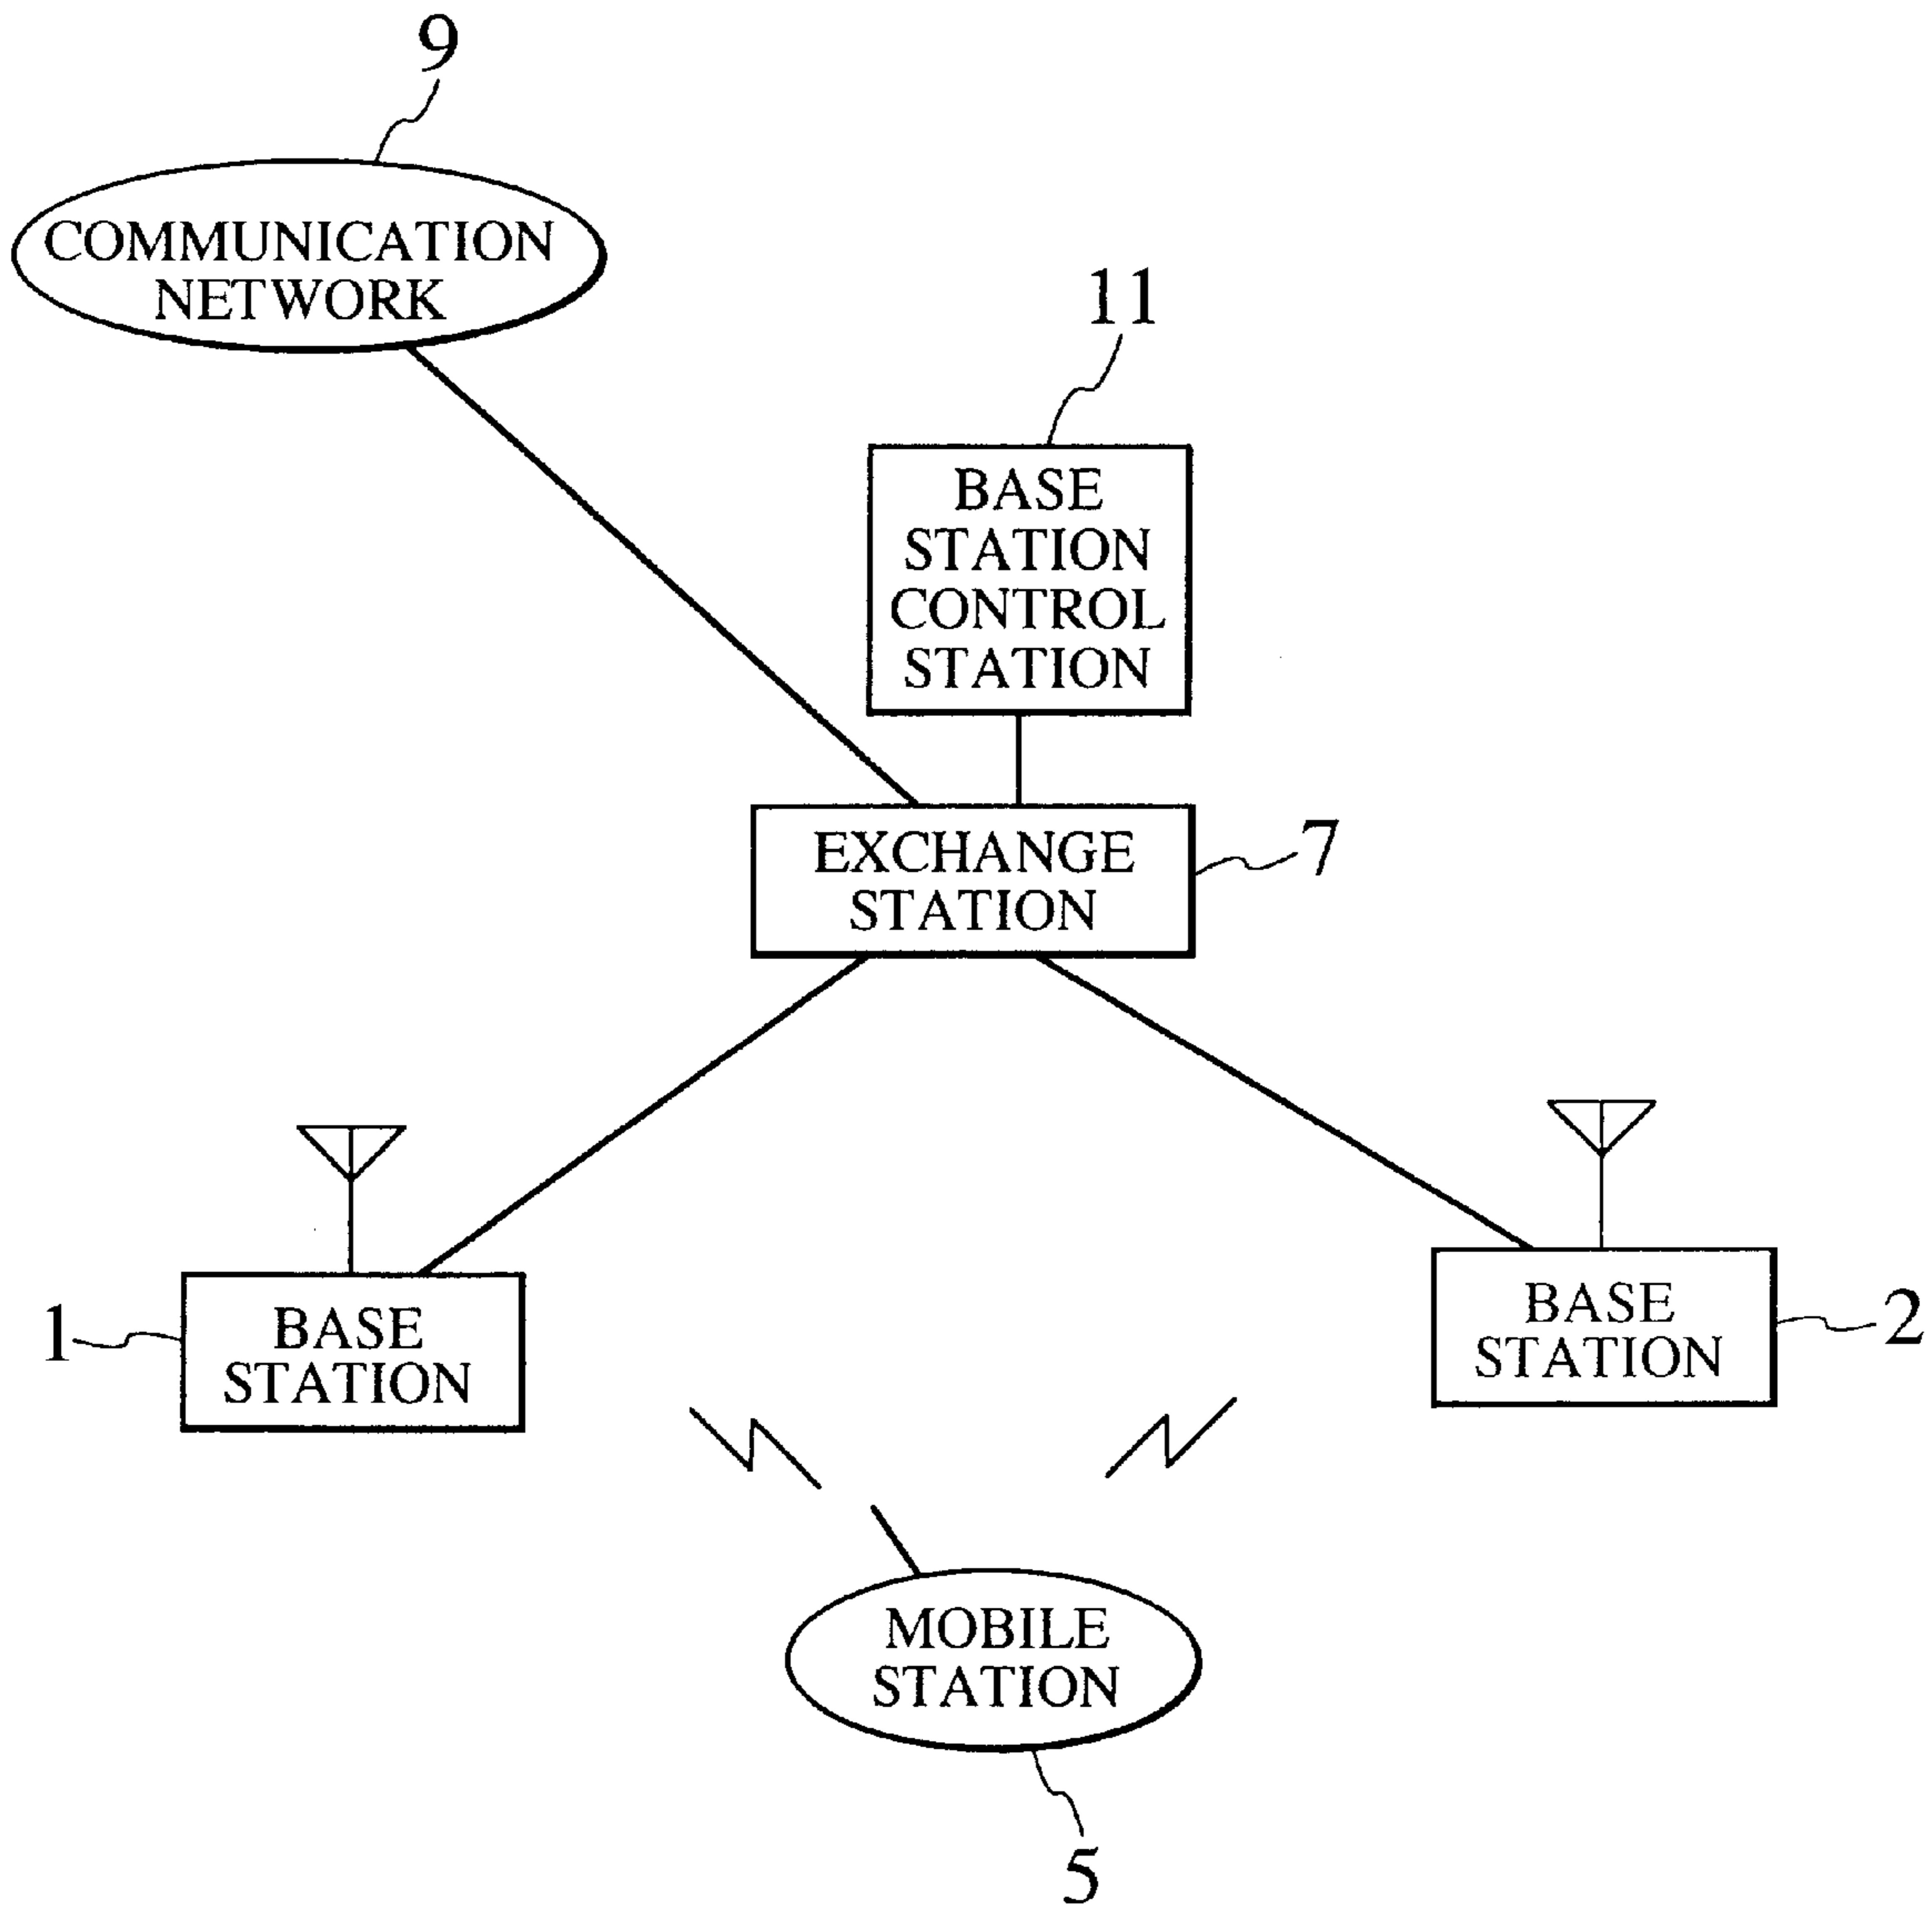 9
COMMUNICATION
NETWORK
11
BASE
STATION
CONTROL
STATION
EXCHANGE
STATION
7
1
BASE
STATION
BASE
STATION
2
MOBILE
STATION
5